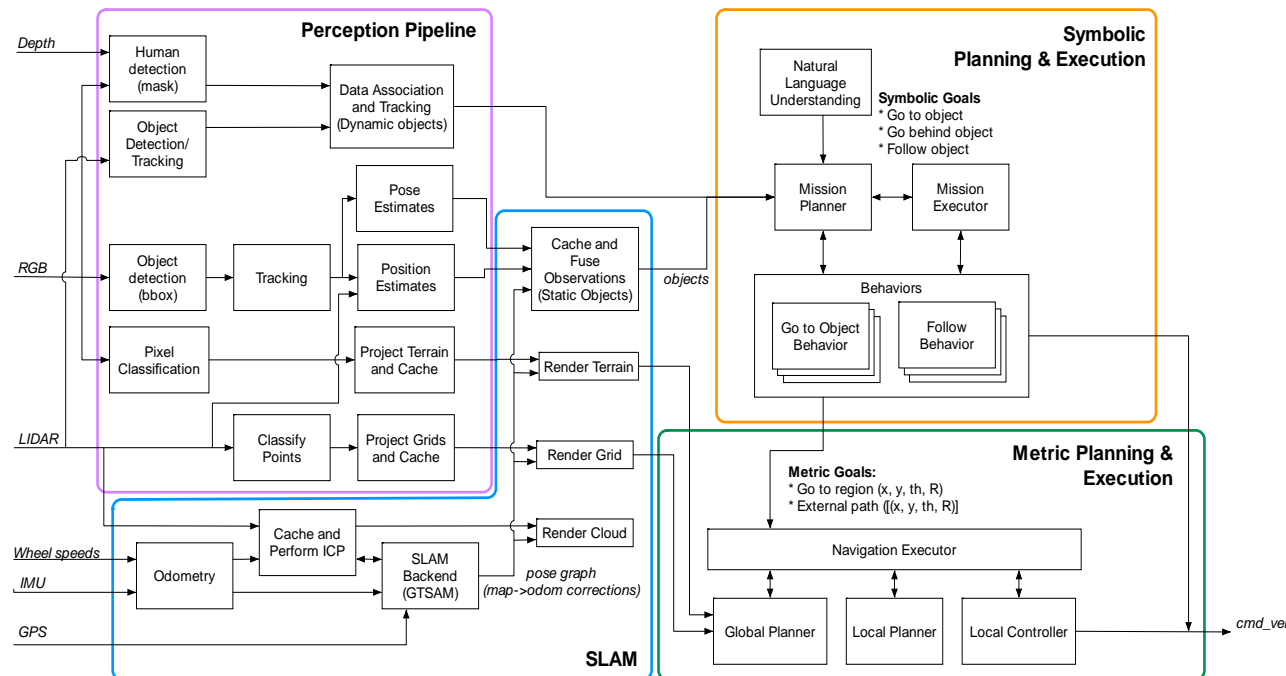 Perception Pipeline
Depth
Human
detection
(mask)
Data Association
and Tracking
(Dynamic objects)
Object
Detection/
Tracking
Pose
Estimates
RGB
Object
detection
(bbox)
Tracking
Position
Estimates
Pixel
Classification
Project Terrain
and Cache
LIDAR
Classify
Points
Project Grids
and Cache
Cache and
Fuse
Observations
(Static Objects)
objects
Render Terrain
Render Grid
Render Cloud
Cache and
Perform ICP
Wheel speeds
IMU
Odometry
SLAM
Backend
(GTSAM)
pose graph
(map->odom corrections)
GPS
SLAM
Symbolic
Planning & Execution
Natural
Language
Understanding
Symbolic Goals
* Go to object
* Go behind object
* Follow object
Mission
Planner
Mission
Executor
Behaviors
Go to Object
Behavior
Follow
Behavior
Metric Planning &
Execution
Metric Goals:
* Go to region (x, y, th, R)
* External path ([(x, y, th, R)]
Navigation Executor
Global Planner
Local Planner
Local Controller
cmd_vel